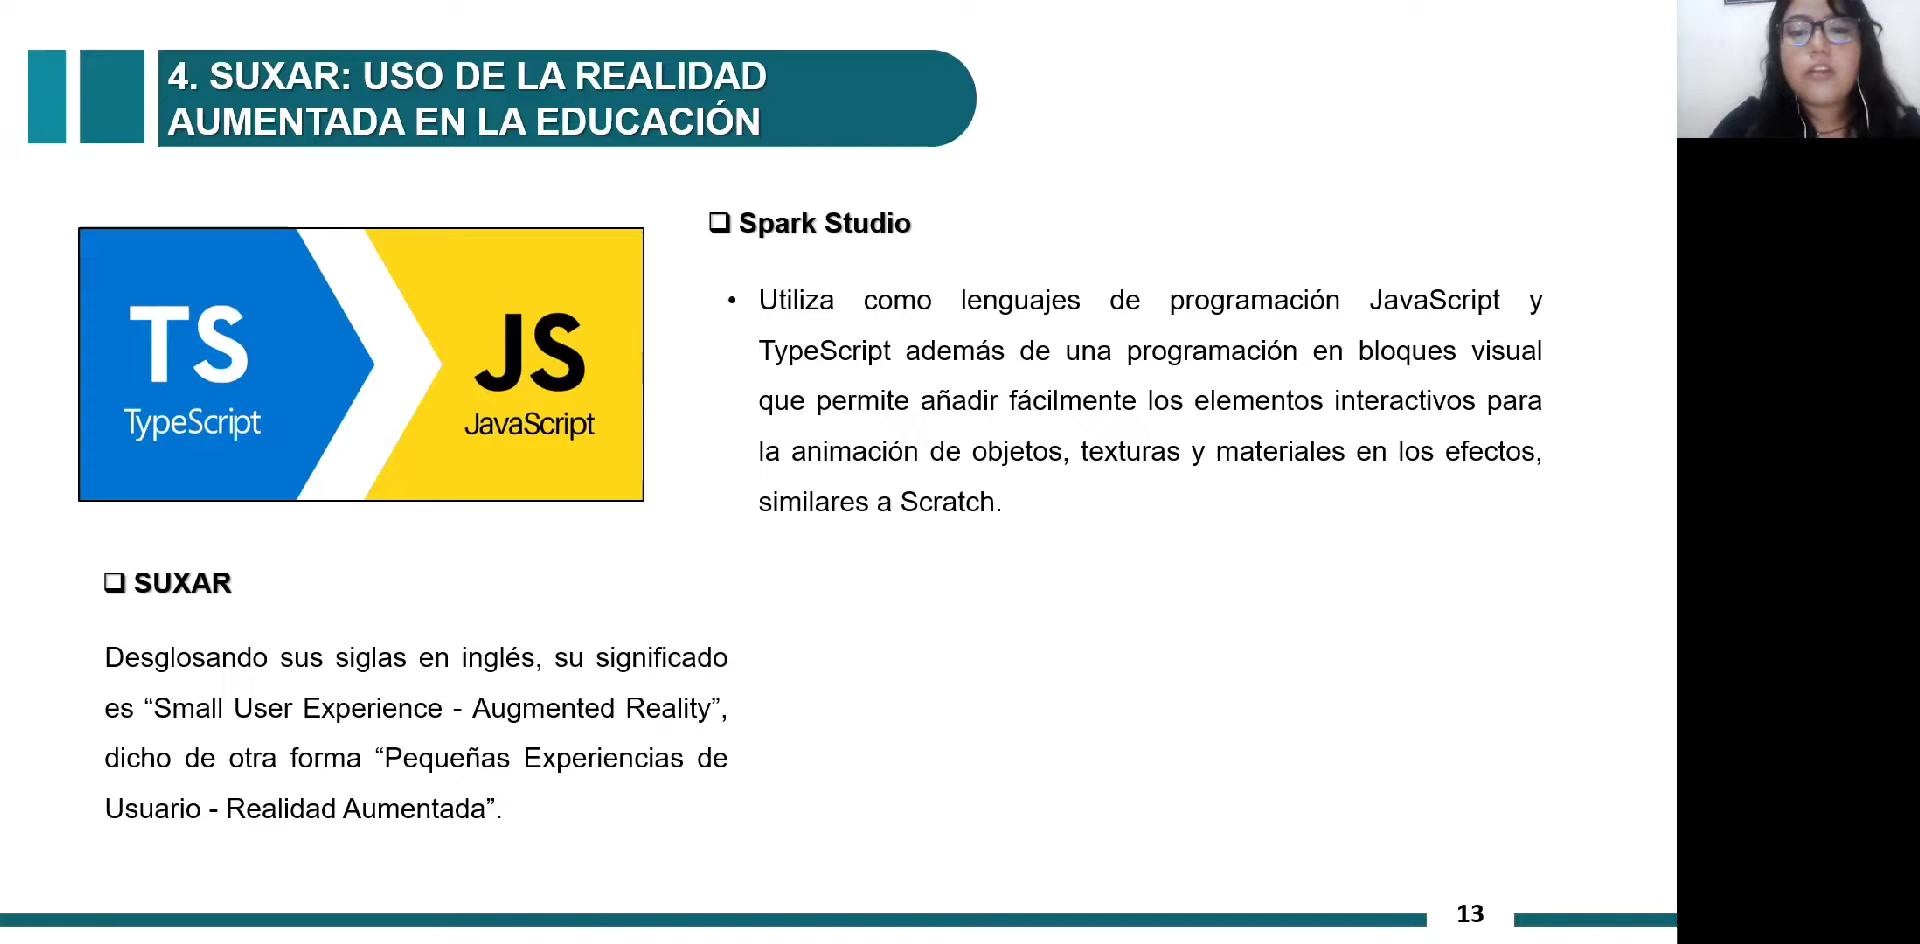 4. SUXAR: USO DE LA REALIDAD
AUMENTADA EN LA EDUCACIÓN
TS
TypeScript
JS
JavaScript
Spark Studio
• Utiliza como lenguajes de programación JavaScript y
TypeScript además de una programación en bloques visual
que permite añadir fácilmente los elementos interactivos para
la animación de objetos, texturas y materiales en los efectos,
similares a Scratch.
SUXAR
Desglosando sus siglas en inglés, su significado
es “Small User Experience - Augmented Reality”,
dicho de otra forma “Pequeñas Experiencias de
Usuario - Realidad Aumentada”.
13